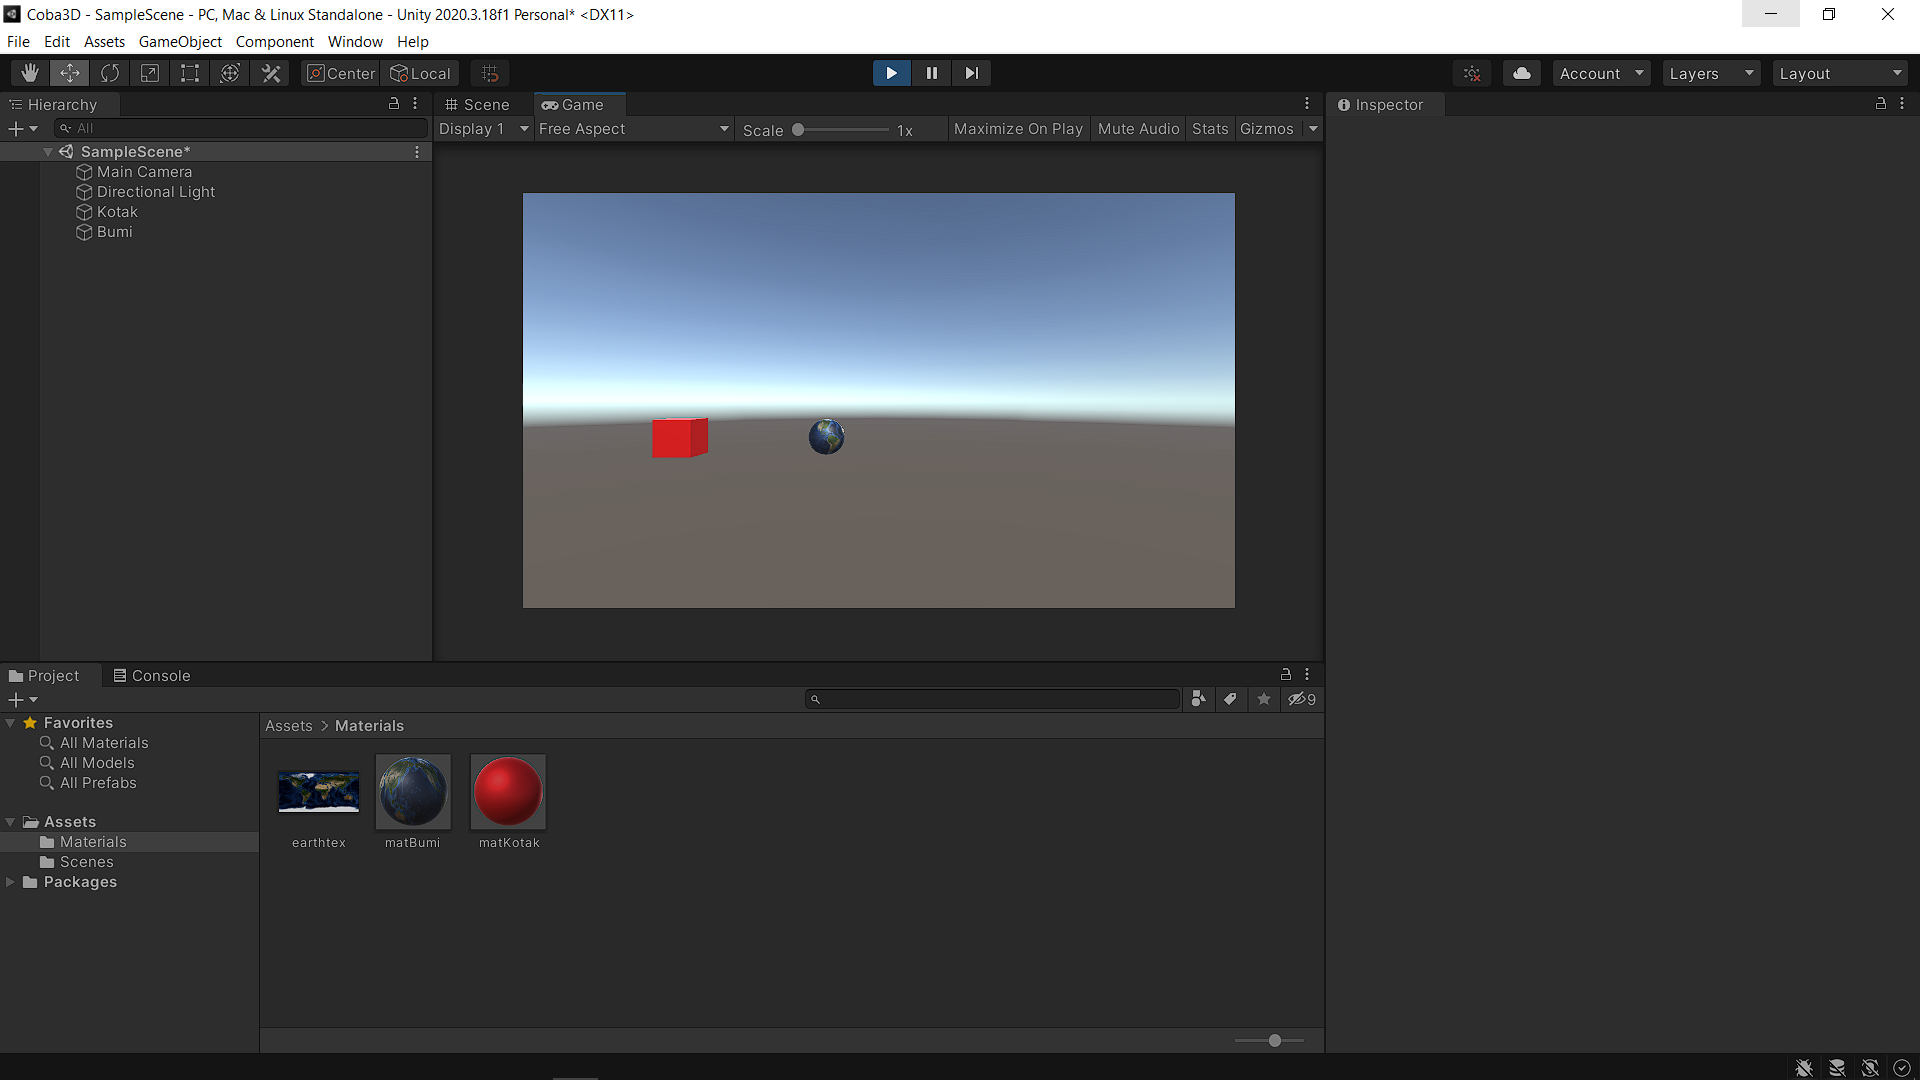 Coba3D - SampleScene - PC, Mac & Linux Standalone - Unity 2020.3.18f1 Personal* <DX11>
File Edit Assets GameObject Component Window Help
Center Local Account Layers Layout
Hierarchy
All
SampleScene*
Main Camera
Directional Light
Kotak
Bumi
Scene Game
Display 1 Free Aspect Scale 1x Maximize On Play Mute Audio Stats Gizmos
Inspector
Project Console
9
Favorites
All Materials
All Models
All Prefabs
Assets
Materials
Scenes
Packages
Assets > Materials
earthtex matBumi matKotak